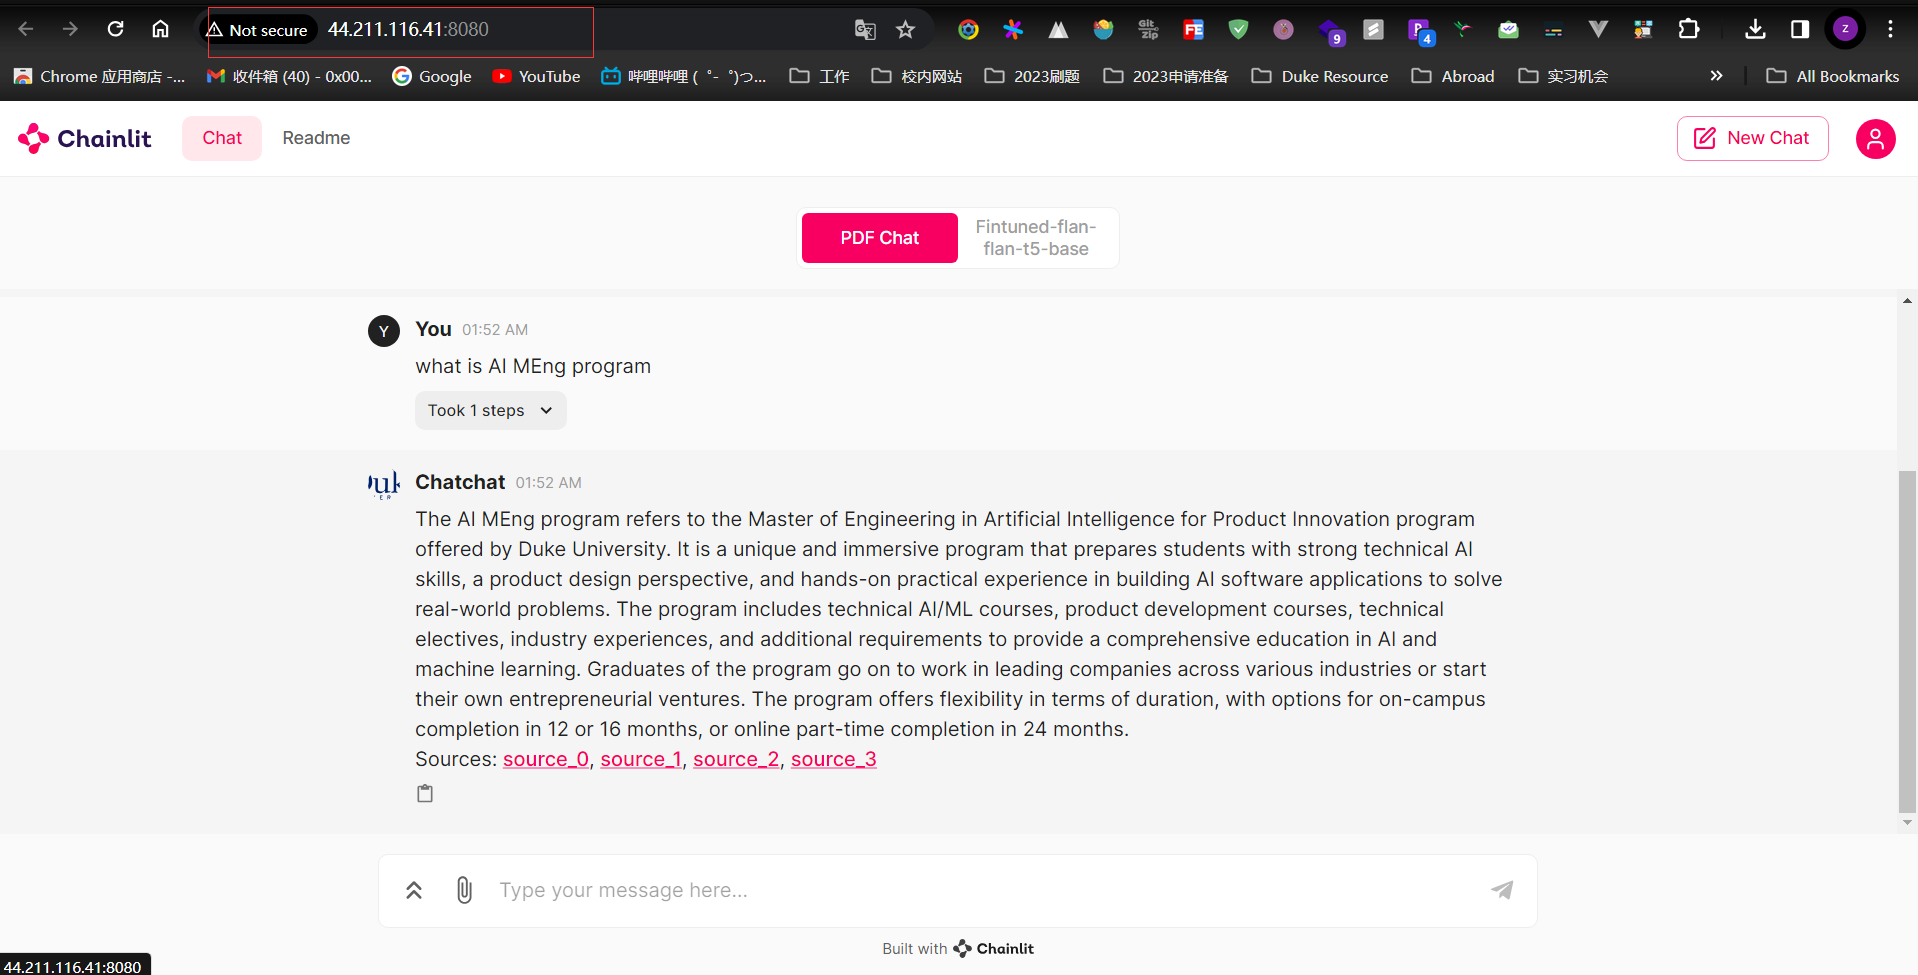 Not secure 44.211.116.41:8080
Git
zip
FE
9
4
z
Chrome 应用商店 -...
收件箱 (40) - 0x00...
Google
YouTube
哔哩哔哩 ( ゜- ゜)つ...
工作
校内网站
2023刷题
2023申请准备
Duke Resource
Abroad
实习机会
All Bookmarks
Chainlit
Chat
Readme
New Chat
PDF Chat
Fintuned-flan-
flan-t5-base
Y
You 01:52 AM
what is AI MEng program
Took 1 steps
Chatchat 01:52 AM
The AI MEng program refers to the Master of Engineering in Artificial Intelligence for Product Innovation program
offered by Duke University. It is a unique and immersive program that prepares students with strong technical AI
skills, a product design perspective, and hands-on practical experience in building AI software applications to solve
real-world problems. The program includes technical AI/ML courses, product development courses, technical
electives, industry experiences, and additional requirements to provide a comprehensive education in AI and
machine learning. Graduates of the program go on to work in leading companies across various industries or start
their own entrepreneurial ventures. The program offers flexibility in terms of duration, with options for on-campus
completion in 12 or 16 months, or online part-time completion in 24 months.
Sources: source_0, source_1, source_2, source_3
Type your message here...
Built with Chainlit
44.211.116.41:8080